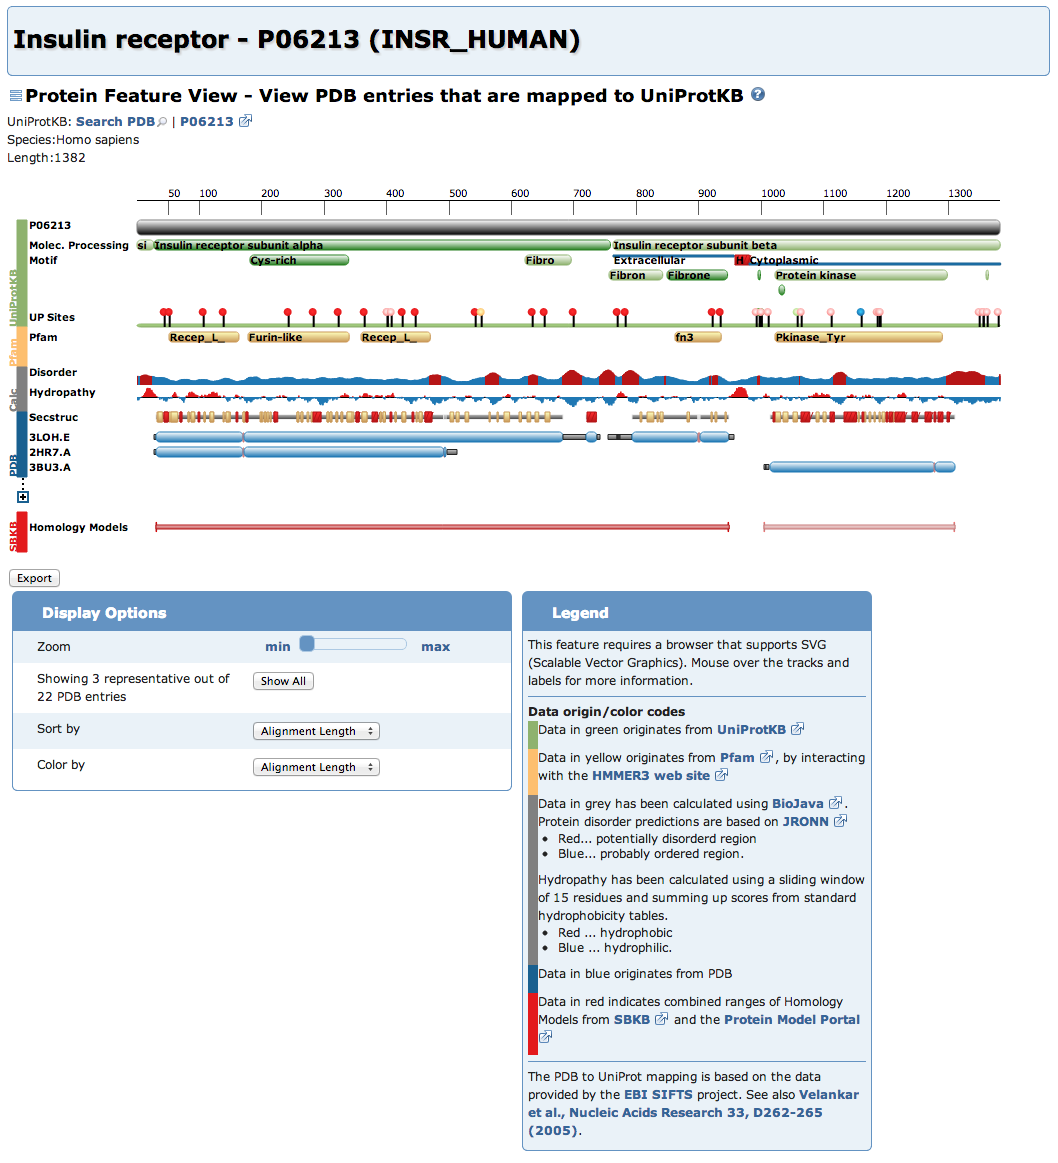 Insulin receptor - P06213 (INSR_HUMAN)
Protein Feature View - View PDB entries that are mapped to UniProtKB ?
UniProtKB: Search PDB | P06213
Species:Homo sapiens
Length:1382
50 100 200 300 400 500 600 700 800 900 1000 1100 1200 1300
P06213
Molec. Processing si Insulin receptor subunit alpha Insulin receptor subunit beta
Motif Cys-rich Fibro Extracellular H Cytoplasmic
Fibron Fibrone Protein kinase
UniProtKB
UP Sites
Pfam Recep_L_ Furin-like Recep_L_ fn3 Pkinase_Tyr
Pfam
Disorder
Hydropathy
Calc
Secstruc
3LOH.E
2HR7.A
3BU3.A
PDB
Homology Models
SBKB
Export
Display Options
Zoom min max
Showing 3 representative out of
22 PDB entries
Show All
Sort by Alignment Length
Color by Alignment Length
Legend
This feature requires a browser that supports SVG
(Scalable Vector Graphics). Mouse over the tracks and
labels for more information.
Data origin/color codes
Data in green originates from UniProtKB
Data in yellow originates from Pfam , by interacting
with the HMMER3 web site
Data in grey has been calculated using BioJava .
Protein disorder predictions are based on JRONN
• Red... potentially disorderd region
• Blue... probably ordered region.
Hydropathy has been calculated using a sliding window
of 15 residues and summing up scores from standard
hydrophobicity tables.
• Red ... hydrophobic
• Blue ... hydrophilic.
Data in blue originates from PDB
Data in red indicates combined ranges of Homology
Models from SBKB and the Protein Model Portal
The PDB to UniProt mapping is based on the data
provided by the EBI SIFTS project. See also Velankar
et al., Nucleic Acids Research 33, D262-265
(2005).